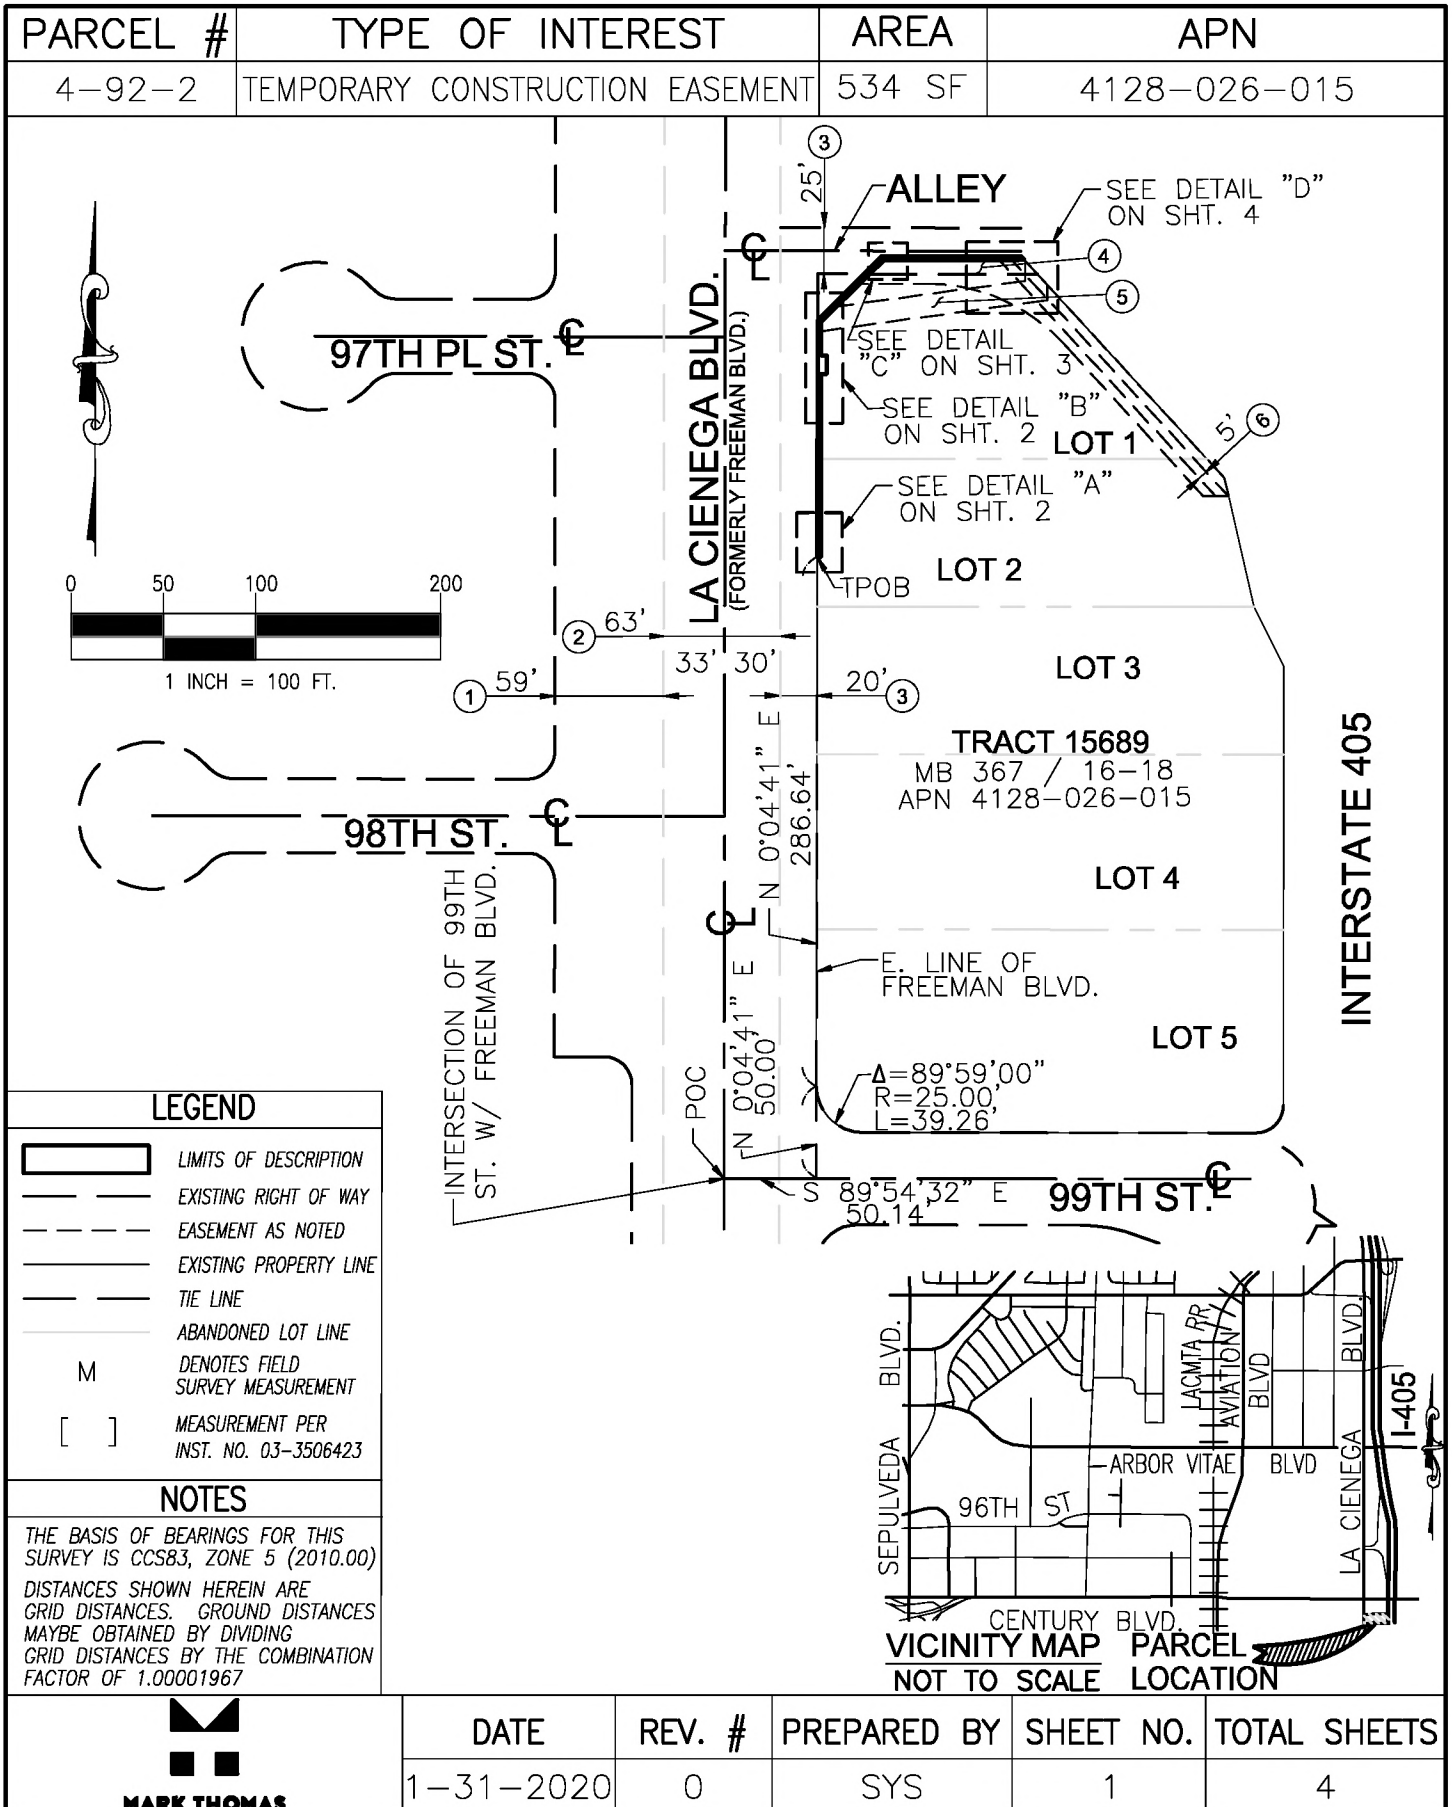 PARCEL # TYPE OF INTEREST AREA APN
4-92-2 TEMPORARY CONSTRUCTION EASEMENT 534 SF 4128-026-015
3
25'
ALLEY
SEE DETAIL "D"
ON SHT. 4
CL
4
5
97TH PL ST. CL
LA CIENEGA BLVD.
(FORMERLY FREEMAN BLVD.)
SEE DETAIL
"C" ON SHT. 3
SEE DETAIL "B"
ON SHT. 2
LOT 1
5'
6
SEE DETAIL "A"
ON SHT. 2
LOT 2
TPOB
0 50 100 200
1 INCH = 100 FT.
2 63'
33' 30'
1 59'
20' 3
LOT 3
TRACT 15689
MB 367 / 16-18
APN 4128-026-015
N 0°04'41" E
286.64'
INTERSTATE 405
98TH ST. CL
LOT 4
CL
INTERSECTION OF 99TH
ST. W/ FREEMAN BLVD.
E. LINE OF
FREEMAN BLVD.
LOT 5
N 0°04'41" E
50.00'
POC
Δ=89°59'00"
R=25.00'
L=39.26'
S 89°54'32" E
50.14'
99TH ST. CL
LEGEND
LIMITS OF DESCRIPTION
EXISTING RIGHT OF WAY
EASEMENT AS NOTED
EXISTING PROPERTY LINE
TIE LINE
ABANDONED LOT LINE
M DENOTES FIELD
SURVEY MEASUREMENT
[ ] MEASUREMENT PER
INST. NO. 03-3506423
NOTES
THE BASIS OF BEARINGS FOR THIS
SURVEY IS CCS83, ZONE 5 (2010.00)
DISTANCES SHOWN HEREIN ARE
GRID DISTANCES. GROUND DISTANCES
MAYBE OBTAINED BY DIVIDING
GRID DISTANCES BY THE COMBINATION
FACTOR OF 1.00001967
SEPULVEDA BLVD.
LACMTA RR
AVIATION
BLVD
LA CIENEGA BLVD.
I-405
ARBOR VITAE BLVD
96TH ST
CENTURY BLVD.
VICINITY MAP
NOT TO SCALE
PARCEL
LOCATION
MARK THOMAS
DATE REV. # PREPARED BY SHEET NO. TOTAL SHEETS
1-31-2020 0 SYS 1 4